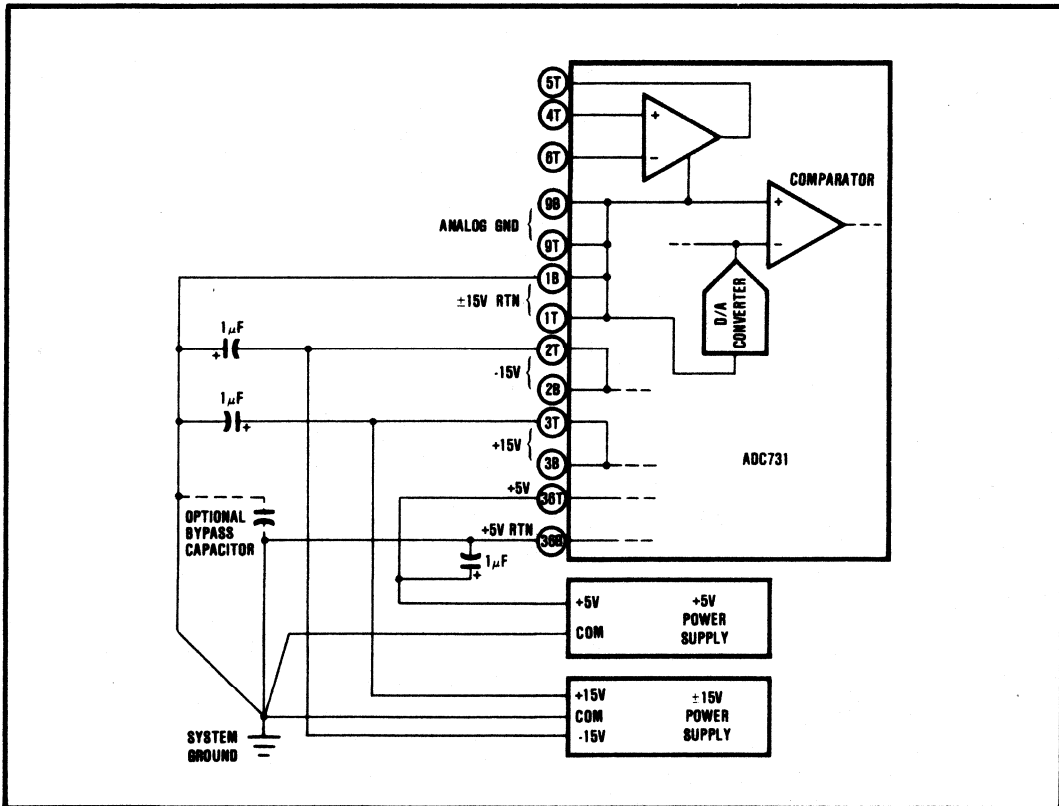 5T
4T
6T
+
−
COMPARATOR
9B
ANALOG GND
9T
+
−
1B
±15V RTN
1T
D/A
CONVERTER
1µF
+
2T
-15V
2B
1µF
+
3T
+15V
3B
ADC731
+5V
36T
OPTIONAL
BYPASS
CAPACITOR
+5V RTN
36B
1µF
+
+5V
COM
+5V
POWER
SUPPLY
+15V
COM
-15V
±15V
POWER
SUPPLY
SYSTEM
GROUND